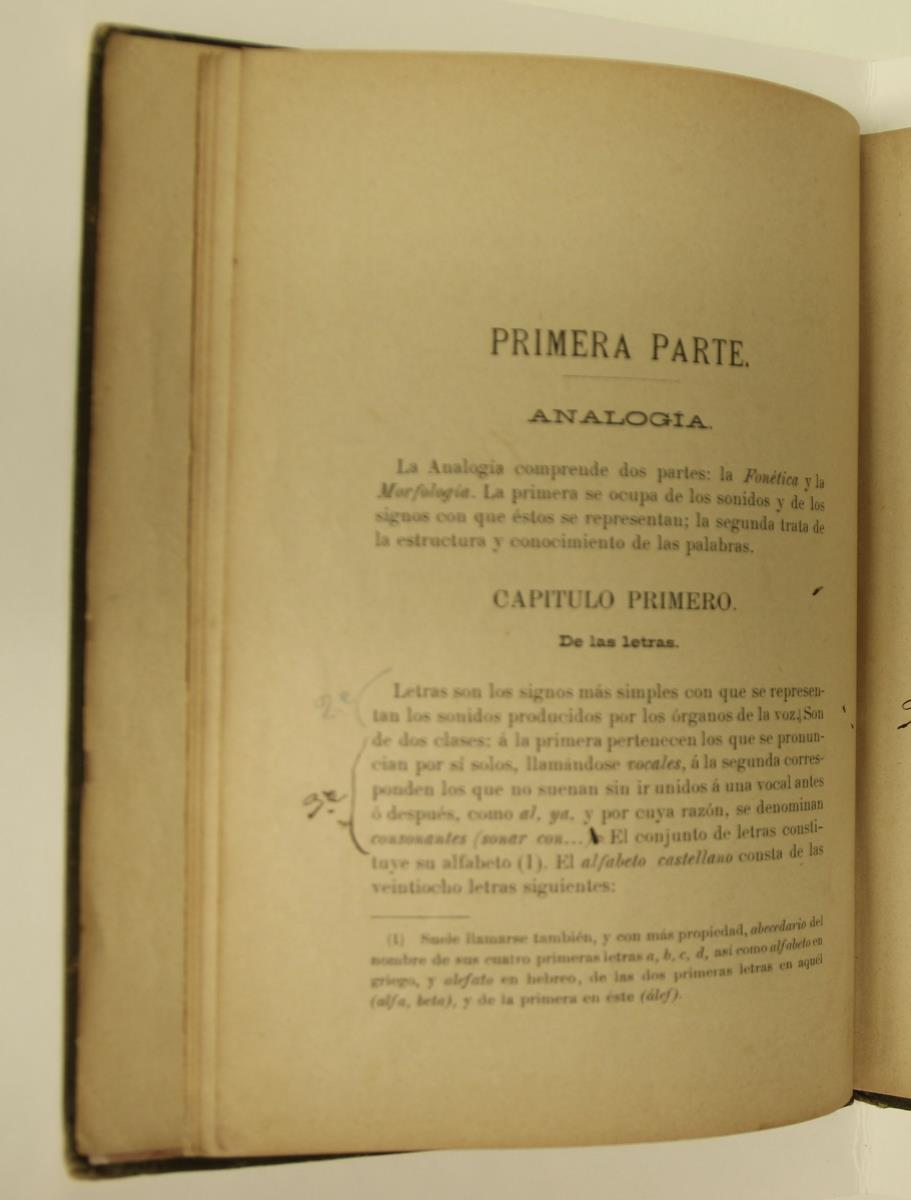 PRIMERA PARTE.
ANALOGÍA.
La Analogía comprende dos partes: la Fonética y la
Morfología. La primera se ocupa de los sonidos y de los
signos con que éstos se representan; la segunda trata de
la estructura y conocimiento de las palabras.
CAPITULO PRIMERO.
De las letras.
Letras son los signos más simples con que se represen-
tan los sonidos producidos por los órganos de la voz. Son
de dos clases: á la primera pertenecen los que se pronun-
cian por sí solos, llamándose vocales, á la segunda corres-
ponden los que no suenan sin ir unidos á una vocal antes
ó después, como al, ya, y por cuya razón, se denominan
consonantes (sonar con...) El conjunto de letras consti-
tuye su alfabeto (1). El alfabeto castellano consta de las
veintiocho letras siguientes:
(1) Suele llamarse también, y con más propiedad, abecedario del
nombre de sus cuatro primeras letras a, b, c, d, así como alfabeto en
griego, y alefato en hebreo, de las dos primeras letras en aquél
(alfa, beta), y de la primera en éste (álef).